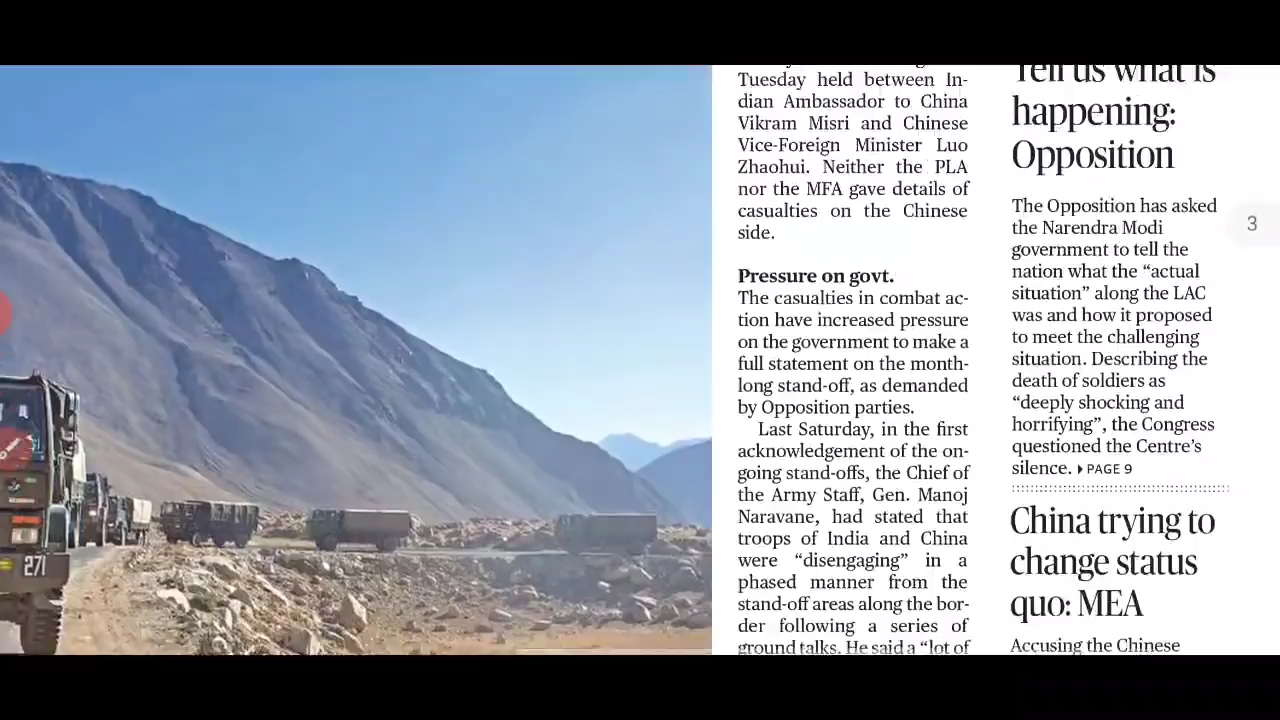 271
Tuesday held between In-
dian Ambassador to China
Vikram Misri and Chinese
Vice-Foreign Minister Luo
Zhaohui. Neither the PLA
nor the MFA gave details of
casualties on the Chinese
side.
Pressure on govt.
The casualties in combat ac-
tion have increased pressure
on the government to make a
full statement on the month-
long stand-off, as demanded
by Opposition parties.
Last Saturday, in the first
acknowledgement of the on-
going stand-offs, the Chief of
the Army Staff, Gen. Manoj
Naravane, had stated that
troops of India and China
were “disengaging” in a
phased manner from the
stand-off areas along the bor-
der following a series of
ground talks. He said a “lot of
Tell us what is
happening:
Opposition
The Opposition has asked
the Narendra Modi
government to tell the
nation what the “actual
situation” along the LAC
was and how it proposed
to meet the challenging
situation. Describing the
death of soldiers as
“deeply shocking and
horrifying”, the Congress
questioned the Centre’s
silence. ▶ PAGE 9
China trying to
change status
quo: MEA
Accusing the Chinese
3